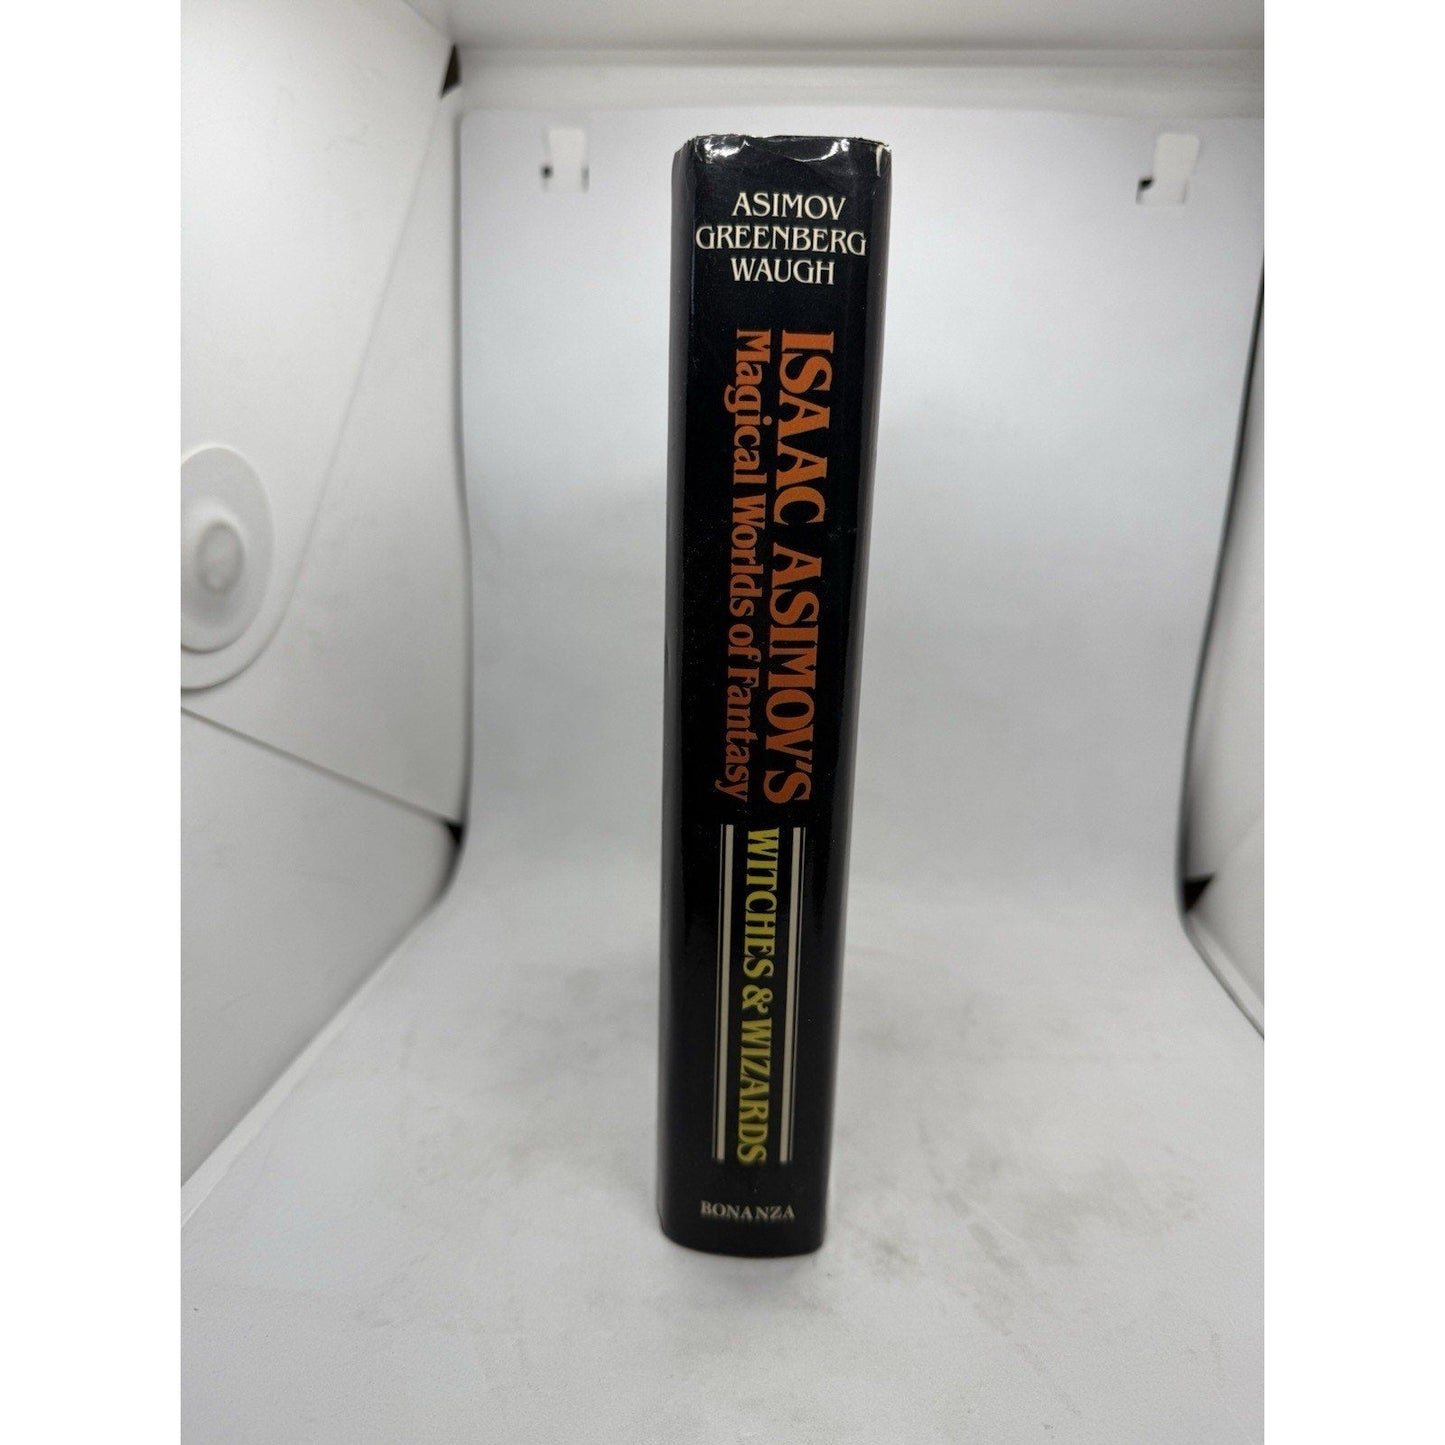 ASIMOV
GREENBERG
WAUGH
ISAAC ASIMOV'S
Magical Worlds of Fantasy
WITCHES & WIZARDS
BONANZA